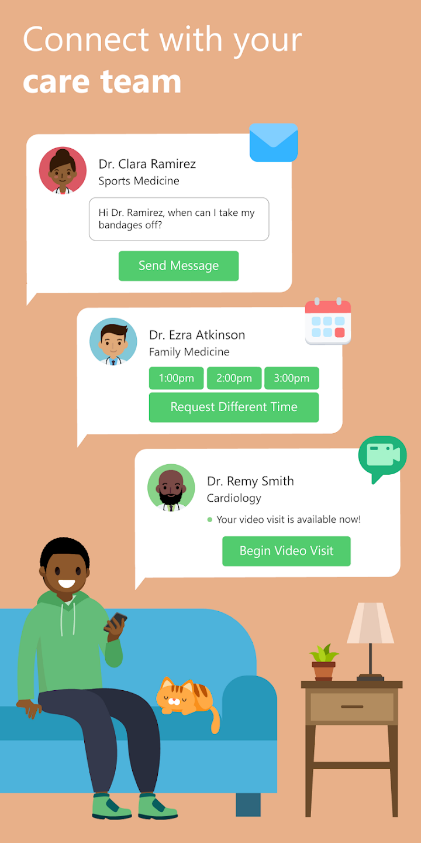 Connect with your
care team
Dr. Clara Ramirez
Sports Medicine
Hi Dr. Ramirez, when can I take my
bandages off?
Send Message
Dr. Ezra Atkinson
Family Medicine
1:00pm 2:00pm 3:00pm
Request Different Time
Dr. Remy Smith
Cardiology
Your video visit is available now!
Begin Video Visit